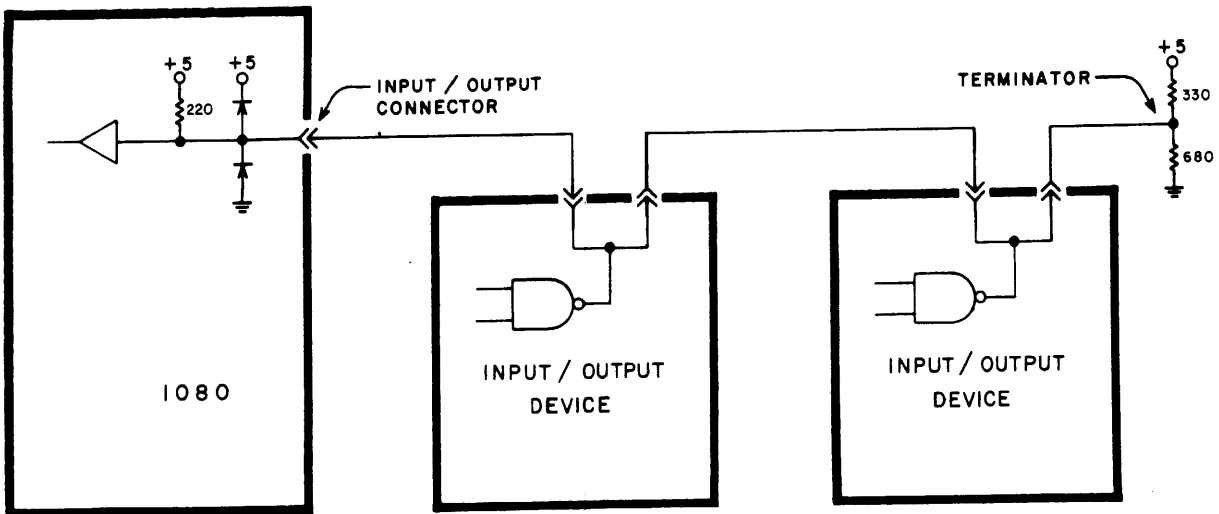 +5
+5
220
INPUT / OUTPUT
CONNECTOR
TERMINATOR
+5
330
680
1080
INPUT / OUTPUT
DEVICE
INPUT / OUTPUT
DEVICE